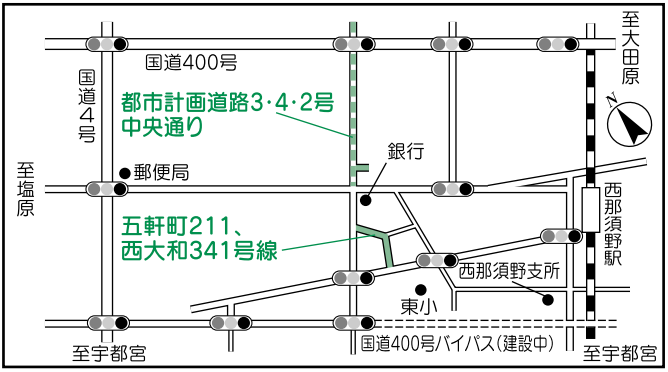 至大田原
国道400号
国道4号
N
都市計画道路3・4・2号
中央通り
銀行
郵便局
至塩原
西那須野駅
五軒町211、
西大和341号線
西那須野支所
東小
国道400号バイパス(建設中)
至宇都宮
至宇都宮